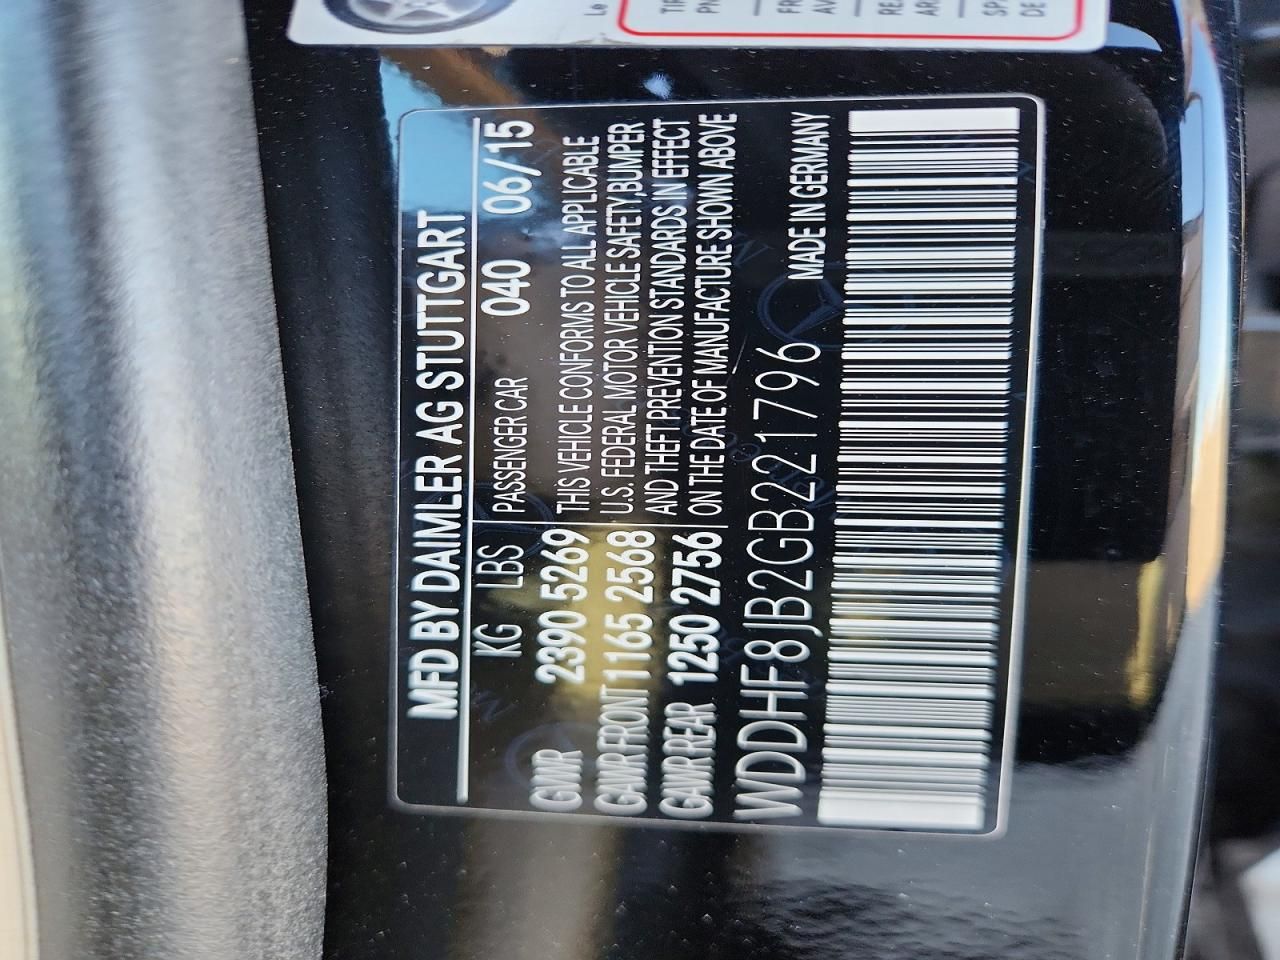 MFD BY DAIMLER AG STUTTGART
KG LBS PASSENGER CAR 040 06/15
GVWR 2390 5269 THIS VEHICLE CONFORMS TO ALL APPLICABLE
GAWR FRONT 1165 2568 U.S. FEDERAL MOTOR VEHICLE SAFETY,BUMPER
GAWR REAR 1250 2756 AND THEFT PREVENTION STANDARDS IN EFFECT
ON THE DATE OF MANUFACTURE SHOWN ABOVE
WDDHF8JB2GB221796 MADE IN GERMANY